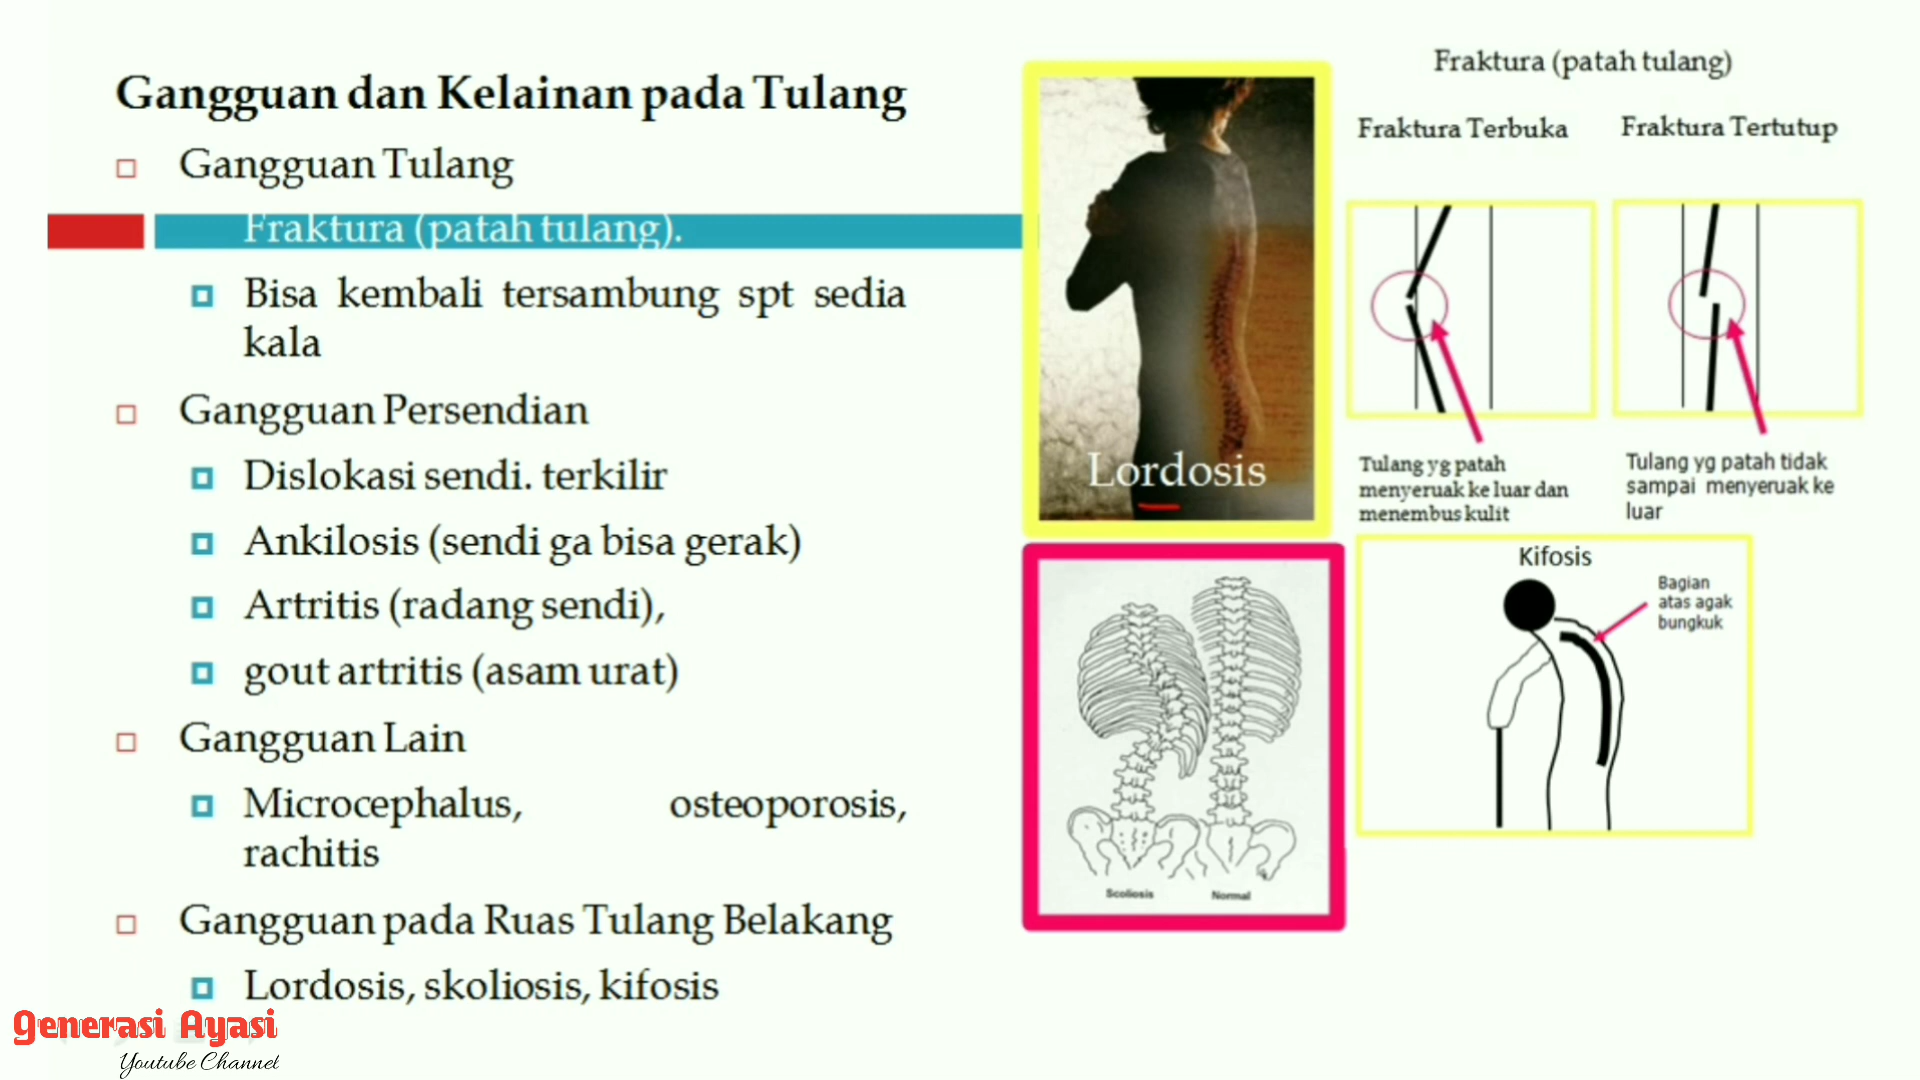 Gangguan dan Kelainan pada Tulang
Gangguan Tulang
Fraktura (patah tulang).
Bisa kembali tersambung spt sedia
kala
Gangguan Persendian
Dislokasi sendi. terkilir
Ankilosis (sendi ga bisa gerak)
Artritis (radang sendi),
gout artritis (asam urat)
Gangguan Lain
Microcephalus, osteoporosis,
rachitis
Gangguan pada Ruas Tulang Belakang
Lordosis, skoliosis, kifosis
Lordosis
Scoliosis
Normal
Fraktura (patah tulang)
Fraktura Terbuka
Fraktura Tertutup
Tulang yg patah
menyeruak ke luar dan
menembus kulit
Tulang yg patah tidak
sampai menyeruak ke
luar
Kifosis
Bagian
atas agak
bungkuk
Generasi Ayasi
Youtube Channel